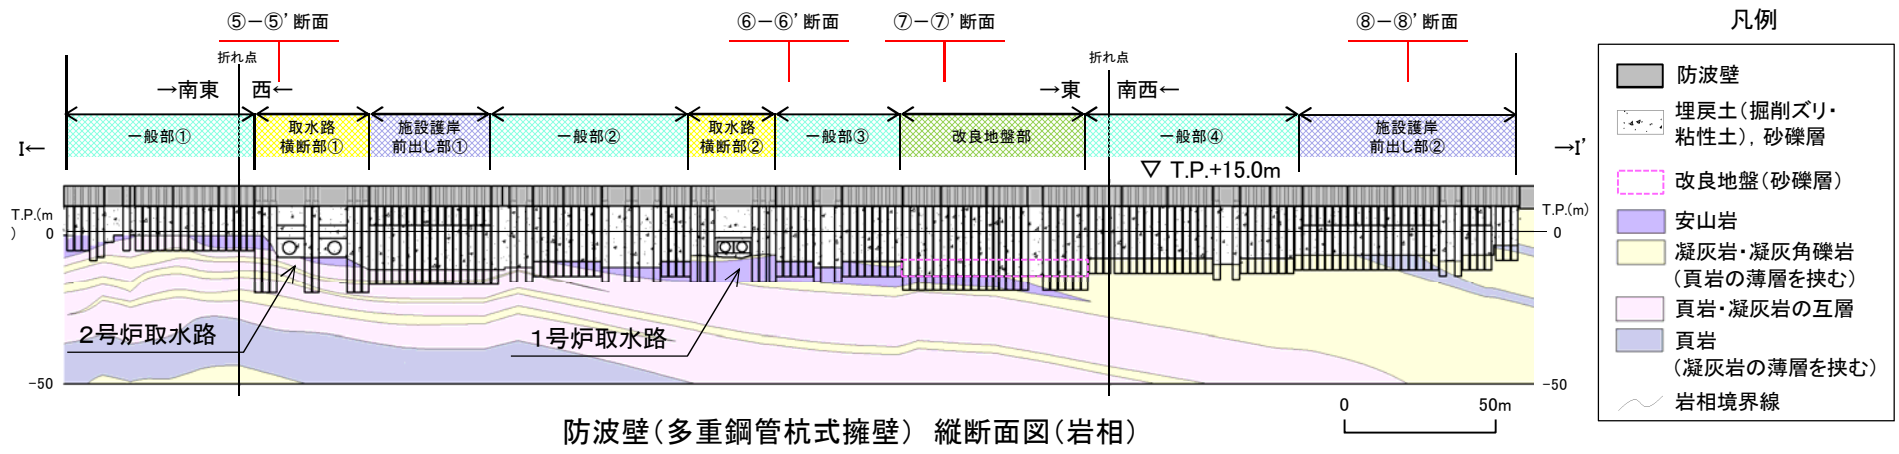 ⑤－⑤’断面
⑥－⑥’断面
⑦－⑦’断面
⑧－⑧’断面
折れ点
折れ点
→南東
西←
→東
南西←
I←
一般部①
取水路
横断部①
施設護岸
前出し部①
一般部②
取水路
横断部②
一般部③
改良地盤部
一般部④
施設護岸
前出し部②
→I’
▽ T.P.+15.0m
T.P.(m
)
0
T.P.(m)
0
2号炉取水路
1号炉取水路
-50
-50
0
50m
防波壁（多重鋼管杭式擁壁） 縦断面図（岩相）
凡例
防波壁
埋戻土（掘削ズリ・
粘性土），砂礫層
改良地盤（砂礫層）
安山岩
凝灰岩・凝灰角礫岩
（頁岩の薄層を挟む）
頁岩・凝灰岩の互層
頁岩
（凝灰岩の薄層を挟む）
岩相境界線